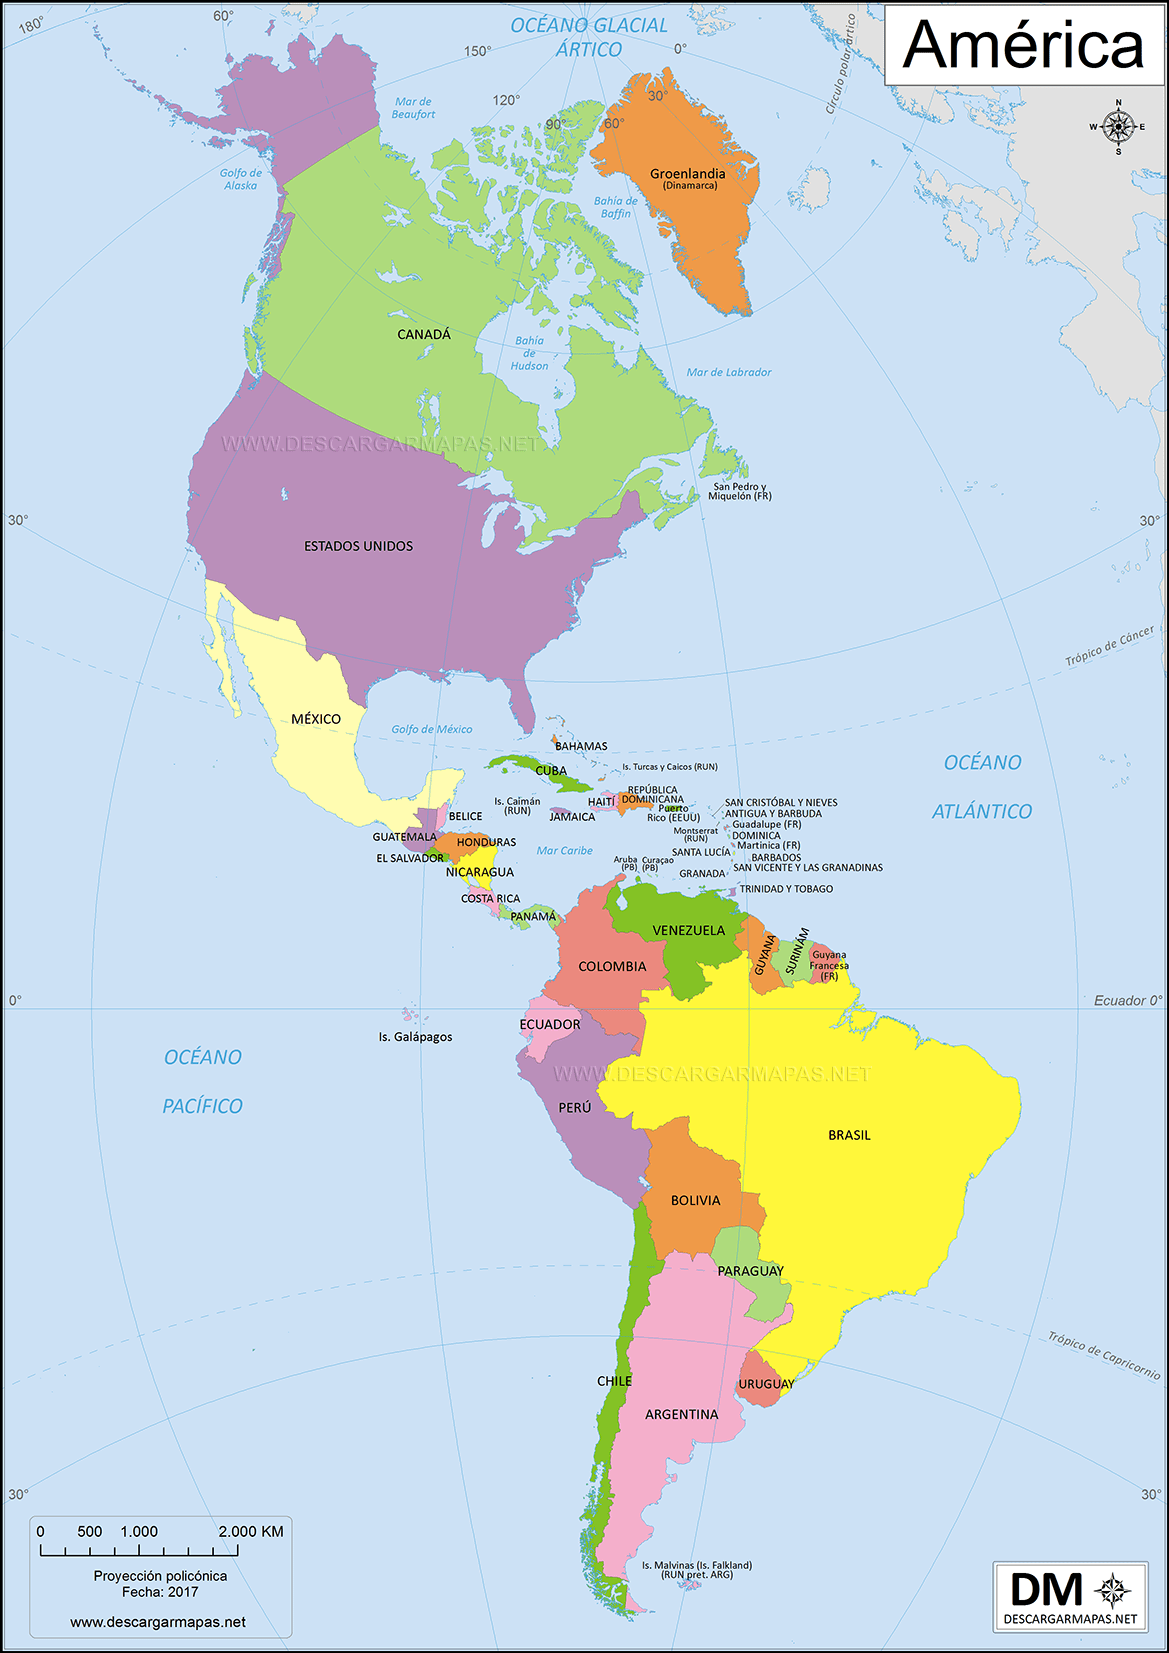 180°
60°
OCÉANO GLACIAL
ÁRTICO
150°
0°
Círculo polar ártico
América
120°
30°
90°
60°
N
W
E
S
Mar de
Beaufort
Golfo de
Alaska
Groenlandia
(Dinamarca)
Bahía de
Baffin
CANADÁ
Bahía
de
Hudson
Mar de Labrador
WWW.DESCARGARMAPAS.NET
San Pedro y
Miquelón (FR)
30°
30°
ESTADOS UNIDOS
Trópico de Cáncer
MÉXICO
Golfo de México
BAHAMAS
CUBA
Is. Turcas y Caicos (RUN)
OCÉANO
ATLÁNTICO
Is. Caimán
(RUN)
HAITÍ
REPÚBLICA
DOMINICANA
Puerto
Rico (EEUU)
JAMAICA
BELICE
SAN CRISTÓBAL Y NIEVES
ANTIGUA Y BARBUDA
Guadalupe (FR)
Montserrat
(RUN)
DOMINICA
Martinica (FR)
SANTA LUCÍA
BARBADOS
SAN VICENTE Y LAS GRANADINAS
GUATEMALA
HONDURAS
EL SALVADOR
NICARAGUA
Mar Caribe
Aruba
(PB)
Curaçao
(PB)
GRANADA
TRINIDAD Y TOBAGO
COSTA RICA
PANAMÁ
VENEZUELA
GUYANA
SURINÁM
Guyana
Francesa
(FR)
COLOMBIA
0°
Ecuador 0°
ECUADOR
Is. Galápagos
OCÉANO
PACÍFICO
WWW.DESCARGARMAPAS.NET
PERÚ
BRASIL
BOLIVIA
PARAGUAY
Trópico de Capricornio
CHILE
URUGUAY
ARGENTINA
30°
30°
0 500 1.000 2.000 KM
Proyección policónica
Fecha: 2017
www.descargarmapas.net
Is. Malvinas (Is. Falkland)
(RUN pret. ARG)
DM
DESCARGARMAPAS.NET